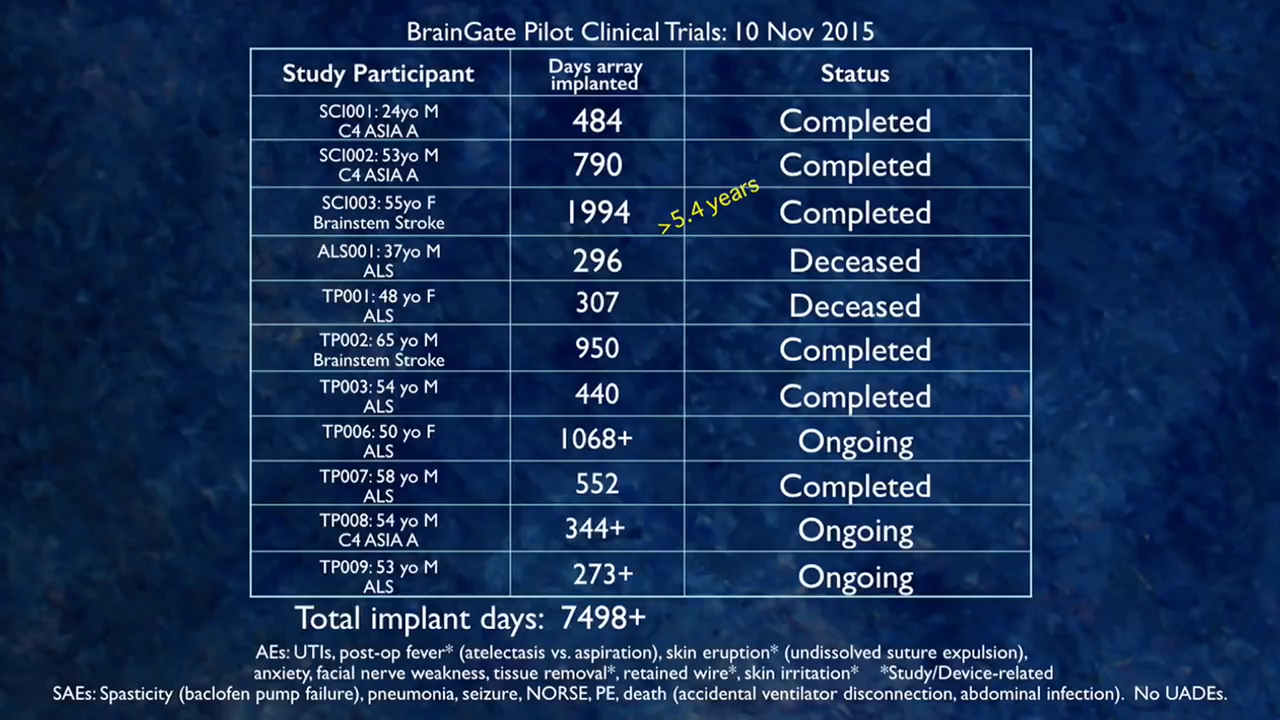 BrainGate Pilot Clinical Trials: 10 Nov 2015
Study Participant
Days array
implanted
Status
SCI001: 24yo M
C4 ASIA A
484
Completed
SCI002: 53yo M
C4 ASIA A
790
Completed
SCI003: 55yo F
Brainstem Stroke
1994
>5.4 years
Completed
ALS001: 37yo M
ALS
296
Deceased
TP001: 48 yo F
ALS
307
Deceased
TP002: 65 yo M
Brainstem Stroke
950
Completed
TP003: 54 yo M
ALS
440
Completed
TP006: 50 yo F
ALS
1068+
Ongoing
TP007: 58 yo M
ALS
552
Completed
TP008: 54 yo M
C4 ASIA A
344+
Ongoing
TP009: 53 yo M
ALS
273+
Ongoing
Total implant days: 7498+
AEs: UTIs, post-op fever* (atelectasis vs. aspiration), skin eruption* (undissolved suture expulsion),
anxiety, facial nerve weakness, tissue removal*, retained wire*, skin irritation* *Study/Device-related
SAEs: Spasticity (baclofen pump failure), pneumonia, seizure, NORSE, PE, death (accidental ventilator disconnection, abdominal infection). No UADEs.